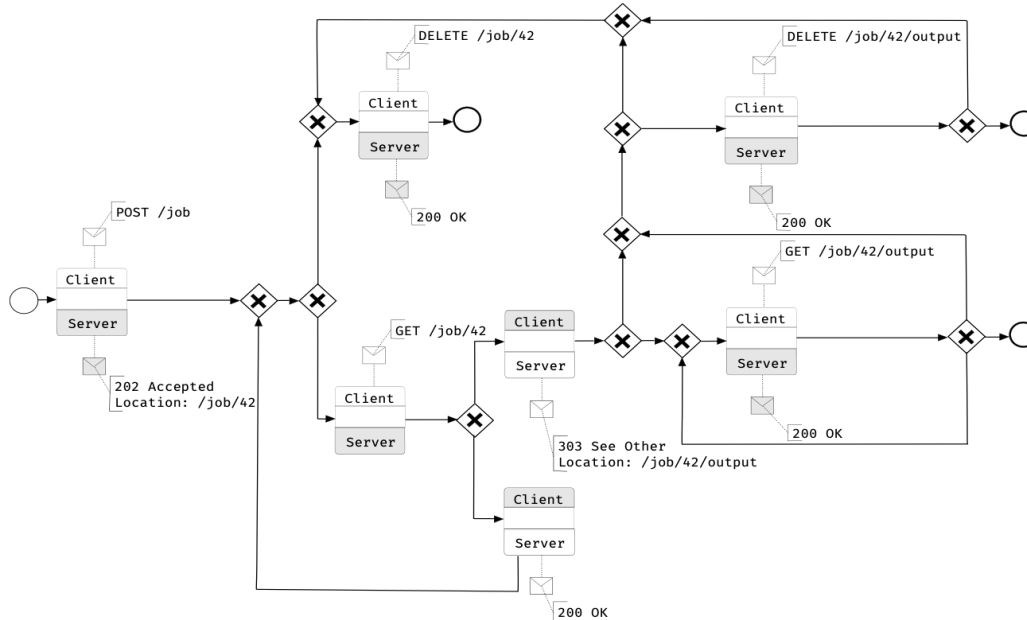 DELETE /job/42
Client
Server
200 OK
DELETE /job/42/output
Client
Server
200 OK
POST /job
Client
Server
202 Accepted
Location: /job/42
GET /job/42
Client
Server
Client
Server
303 See Other
Location: /job/42/output
GET /job/42/output
Client
Server
200 OK
Client
Server
200 OK